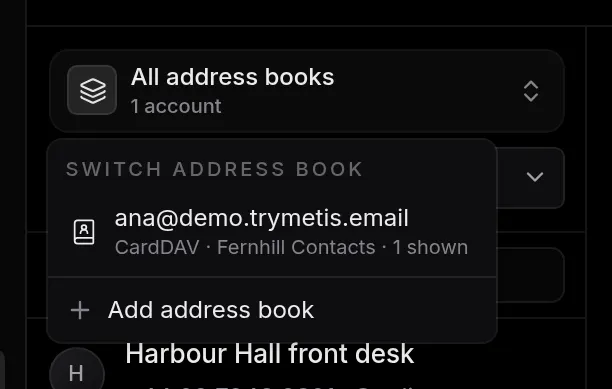 All address books
1 account
SWITCH ADDRESS BOOK
ana@demo.trymetis.email
CardDAV · Fernhill Contacts · 1 shown
Add address book
Harbour Hall front desk
H